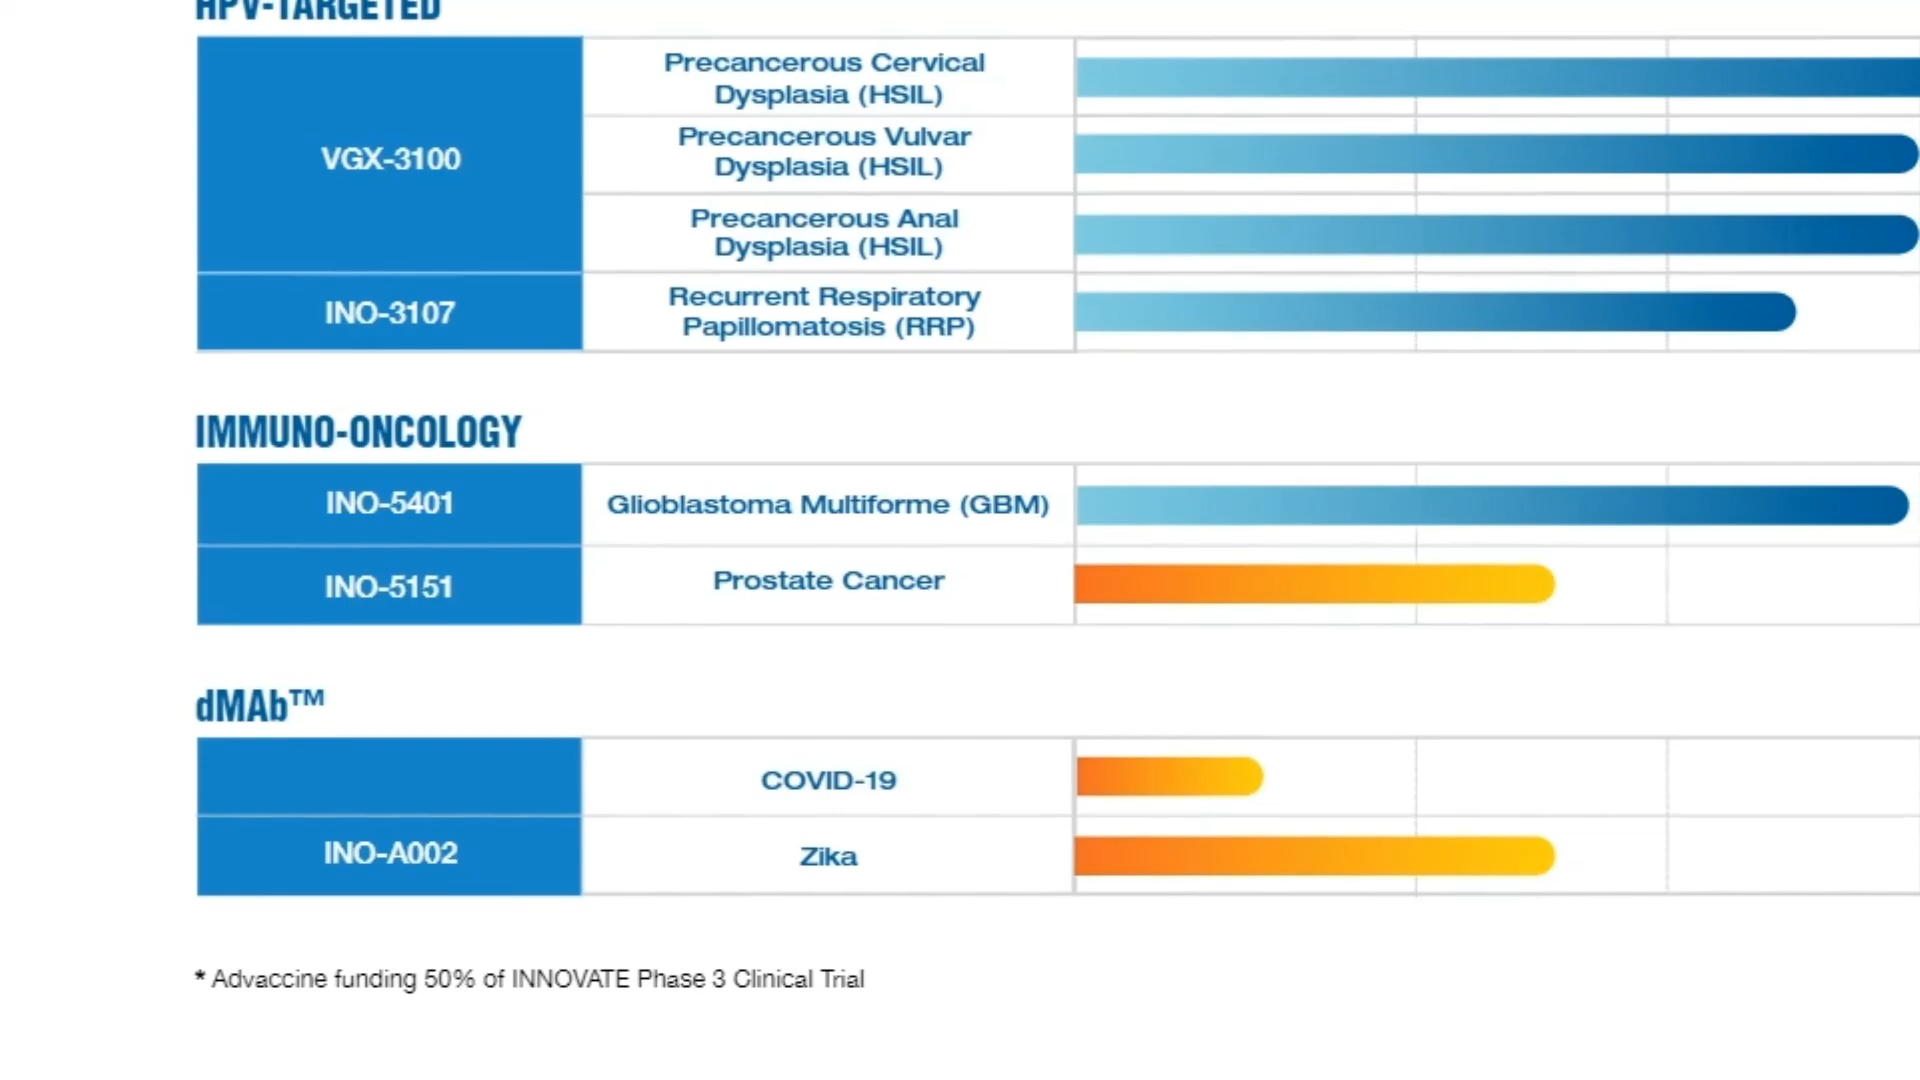 HPV-TARGETED
VGX-3100
Precancerous Cervical
Dysplasia (HSIL)
Precancerous Vulvar
Dysplasia (HSIL)
Precancerous Anal
Dysplasia (HSIL)
INO-3107
Recurrent Respiratory
Papillomatosis (RRP)
IMMUNO-ONCOLOGY
INO-5401
Glioblastoma Multiforme (GBM)
INO-5151
Prostate Cancer
dMAb™
COVID-19
INO-A002
Zika
* Advaccine funding 50% of INNOVATE Phase 3 Clinical Trial